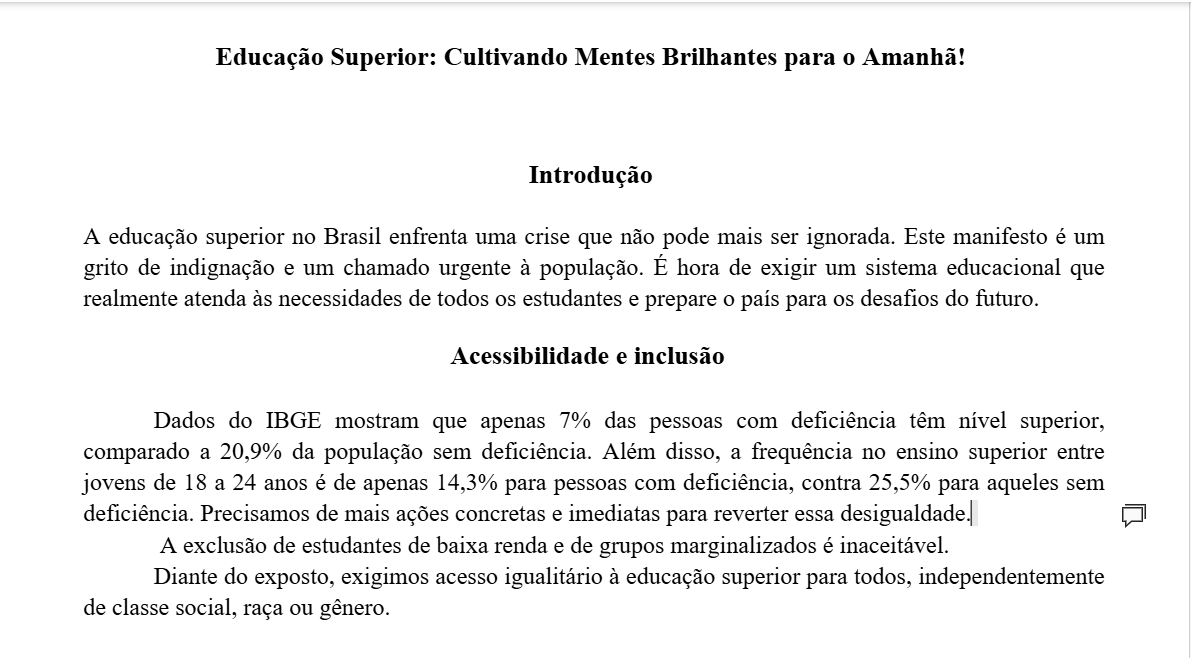 Educação Superior: Cultivando Mentes Brilhantes para o Amanhã!
Introdução
A educação superior no Brasil enfrenta uma crise que não pode mais ser ignorada. Este manifesto é um
grito de indignação e um chamado urgente à população. É hora de exigir um sistema educacional que
realmente atenda às necessidades de todos os estudantes e prepare o país para os desafios do futuro.
Acessibilidade e inclusão
Dados do IBGE mostram que apenas 7% das pessoas com deficiência têm nível superior,
comparado a 20,9% da população sem deficiência. Além disso, a frequência no ensino superior entre
jovens de 18 a 24 anos é de apenas 14,3% para pessoas com deficiência, contra 25,5% para aqueles sem
deficiência. Precisamos de mais ações concretas e imediatas para reverter essa desigualdade.
A exclusão de estudantes de baixa renda e de grupos marginalizados é inaceitável.
Diante do exposto, exigimos acesso igualitário à educação superior para todos, independentemente
de classe social, raça ou gênero.